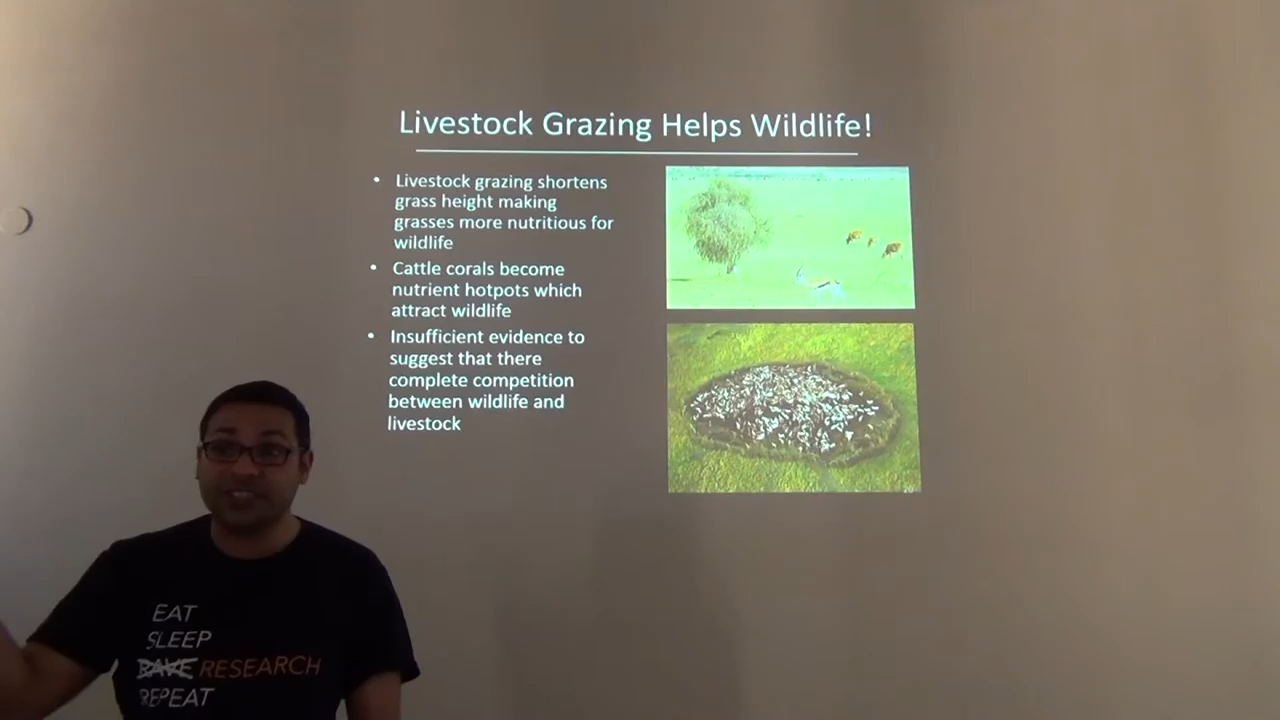 Livestock Grazing Helps Wildlife!
• Livestock grazing shortens
grass height making
grasses more nutritious for
wildlife
• Cattle corals become
nutrient hotpots which
attract wildlife
• Insufficient evidence to
suggest that there
complete competition
between wildlife and
livestock
EAT
SLEEP
RAVE RESEARCH
REPEAT